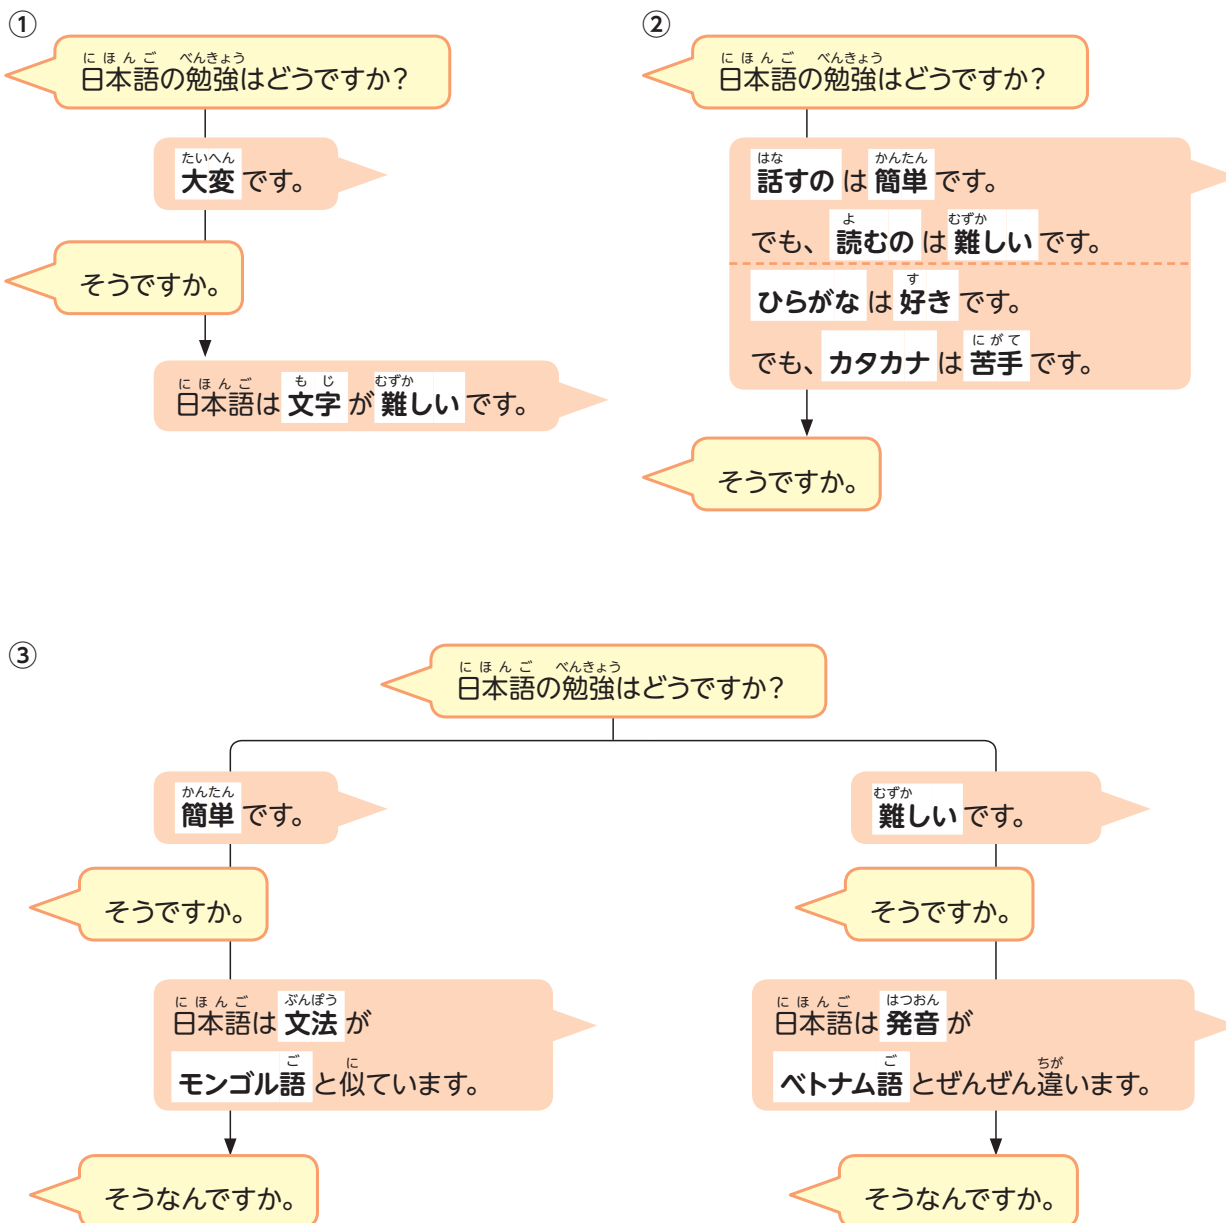 ①
にほんご べんきょう
日本語の勉強はどうですか？
たいへん
大変 です。
そうですか。
にほんご もじ むずか
日本語は 文字 が 難しい です。
②
にほんご べんきょう
日本語の勉強はどうですか？
はな かんたん
話すの は 簡単 です。
よ むずか
でも、 読むの は 難しい です。
す
ひらがな は 好き です。
にがて
でも、 カタカナ は 苦手 です。
そうですか。
③
にほんご べんきょう
日本語の勉強はどうですか？
かんたん
簡単 です。
そうですか。
にほんご ぶんぽう
日本語は 文法 が
ご に
モンゴル語 と似ています。
そうなんですか。
むずか
難しい です。
そうですか。
にほんご はつおん
日本語は 発音 が
ご ちが
ベトナム語 とぜんぜん違います。
そうなんですか。